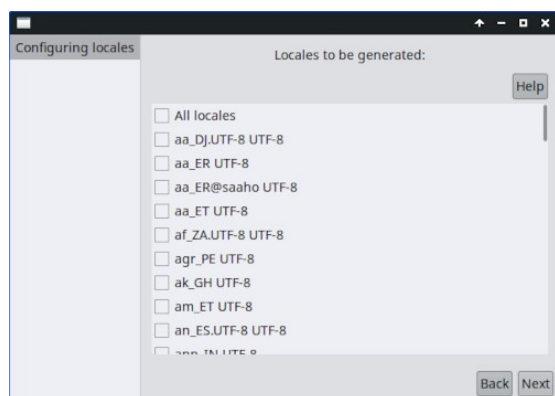 Configuring locales
Locales to be generated:
Help
All locales
aa_DJ.UTF-8 UTF-8
aa_ER UTF-8
aa_ER@saaho UTF-8
aa_ET UTF-8
af_ZA.UTF-8 UTF-8
agr_PE UTF-8
ak_GH UTF-8
am_ET UTF-8
an_ES.UTF-8 UTF-8
Back Next